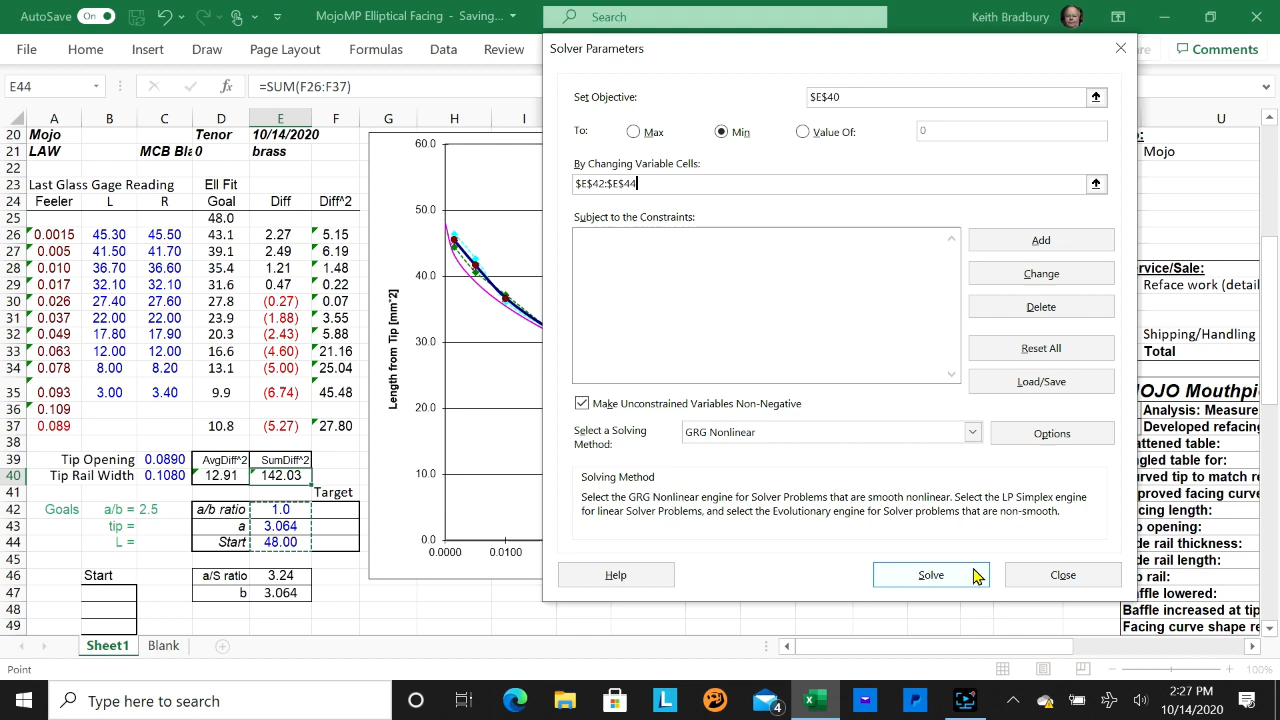 AutoSave On MojoMP Elliptical Facing - Saving... Search Keith Bradbury
File Home Insert Draw Page Layout Formulas Data Review Comments
E44 fx =SUM(F26:F37)
A B C D E F G H I U
20 Mojo Tenor 10/14/2020
21 LAW MCB Bla 0 brass
22
23 Last Glass Gage Reading Ell Fit
24 Feeler L R Goal Diff Diff^2
25 48.0
26 0.0015 45.30 45.50 43.1 2.27 5.15
27 0.005 41.50 41.70 39.1 2.49 6.19
28 0.010 36.70 36.60 35.4 1.21 1.48
29 0.017 32.10 32.10 31.6 0.47 0.22
30 0.026 27.40 27.60 27.8 (0.27) 0.07
31 0.037 22.00 22.00 23.9 (1.88) 3.55
32 0.049 17.80 17.90 20.3 (2.43) 5.88
33 0.063 12.00 12.00 16.6 (4.60) 21.16
34 0.078 8.00 8.20 13.1 (5.00) 25.04
35 0.093 3.00 3.40 9.9 (6.74) 45.48
36 0.109
37 0.089 10.8 (5.27) 27.80
38
39 Tip Opening 0.0890 AvgDiff^2 SumDiff^2
40 Tip Rail Width 0.1080 12.91 142.03
41 Target
42 Goals a/b = 2.5 a/b ratio 1.0
43 tip = a 3.064
44 L = Start 48.00
45
46 Start a/S ratio 3.24
47 b 3.064
48
49
Length from Tip [mm*2]
60.0
50.0
40.0
30.0
20.0
10.0
0.0
0.0000 0.0100
Solver Parameters
Set Objective: $E$40
To: Max Min Value Of: 0
By Changing Variable Cells:
$E$42:$E$44
Subject to the Constraints:
Add
Change
Delete
Reset All
Load/Save
Make Unconstrained Variables Non-Negative
Select a Solving Method: GRG Nonlinear Options
Solving Method
Select the GRG Nonlinear engine for Solver Problems that are smooth nonlinear. Select the LP Simplex engine
for linear Solver Problems, and select the Evolutionary engine for Solver problems that are non-smooth.
Help Solve Close
Mojo
rvice/Sale:
Reface work (detail
Shipping/Handling
Total
OJO Mouthpi
Analysis: Measure
Developed refacing
attened table:
ngled table for:
urved tip to match r
proved facing curve
cing length:
p opening:
de rail thickness:
de rail length:
p rail:
affle lowered:
Baffle increased at tip
Facing curve shape re
Sheet1 Blank
Point 100%
Type here to search 4 2:27 PM
10/14/2020